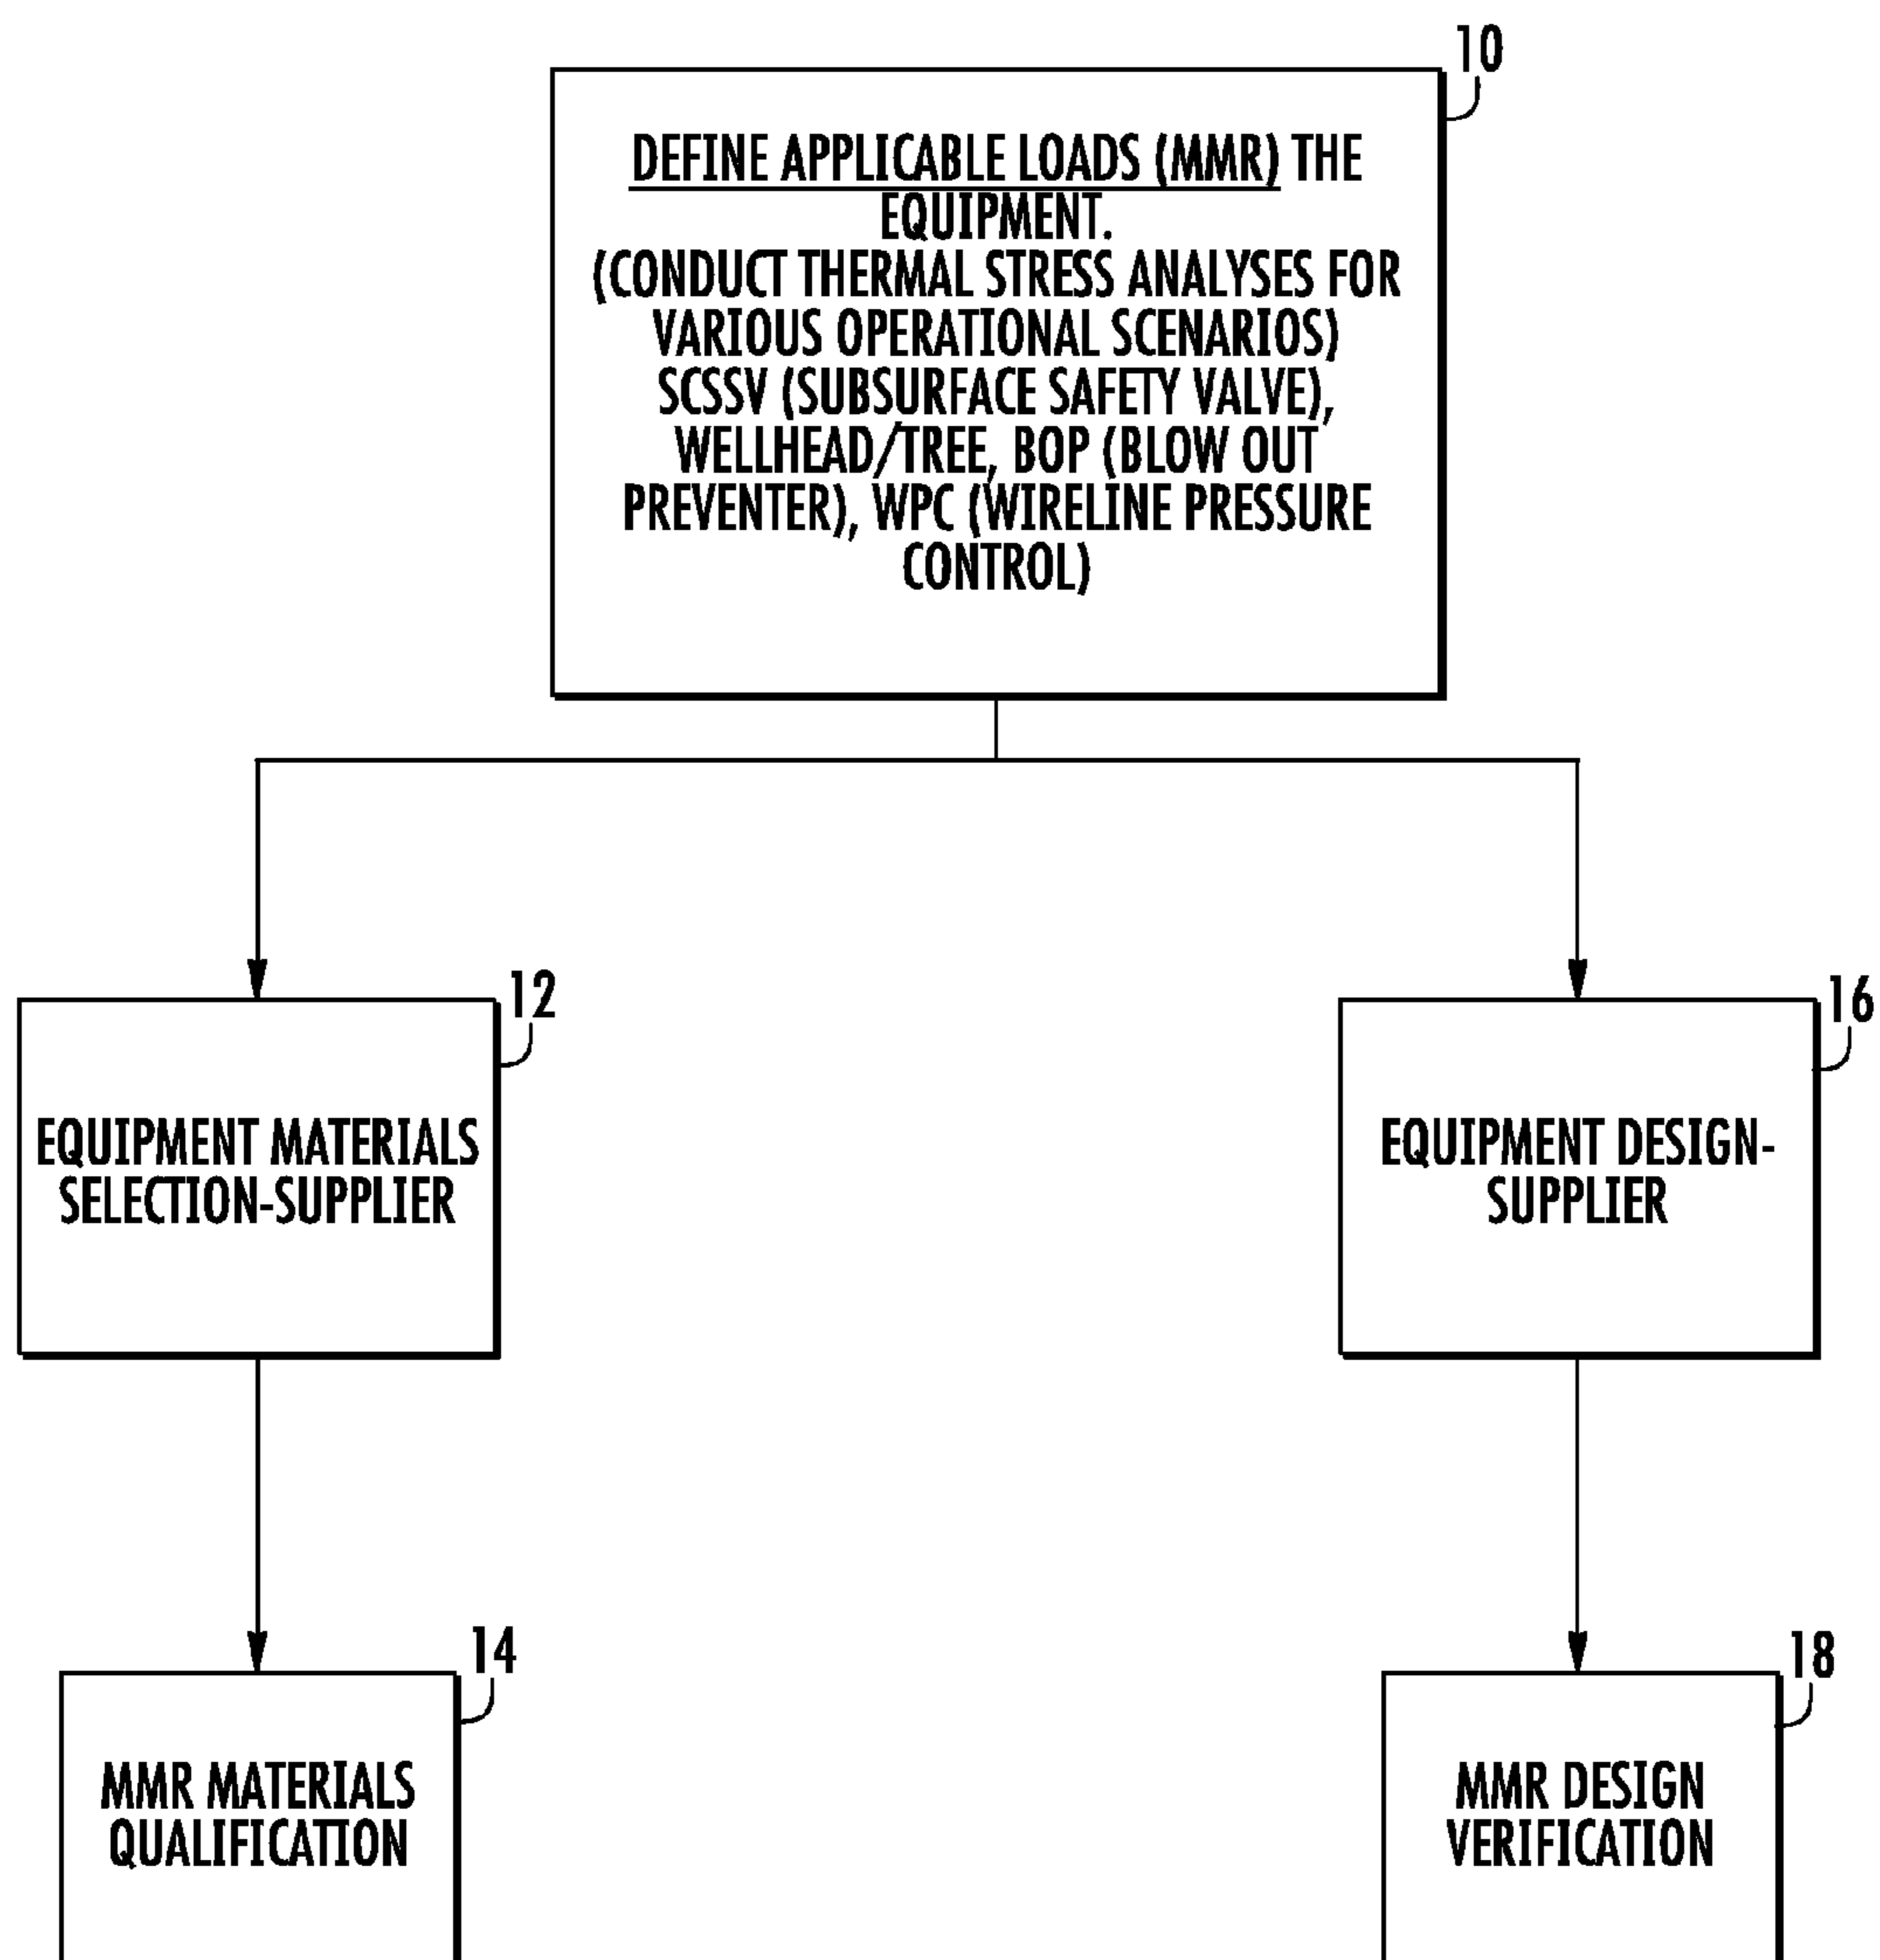 10
DEFINE APPLICABLE LOADS (MMR) THE
EQUIPMENT.
(CONDUCT THERMAL STRESS ANALYSES FOR
VARIOUS OPERATIONAL SCENARIOS)
SCSSV (SUBSURFACE SAFETY VALVE),
WELLHEAD/TREE, BOP (BLOW OUT
PREVENTER), WPC (WIRELINE PRESSURE
CONTROL)
12
EQUIPMENT MATERIALS
SELECTION-SUPPLIER
16
EQUIPMENT DESIGN-
SUPPLIER
14
MMR MATERIALS
QUALIFICATION
18
MMR DESIGN
VERIFICATION